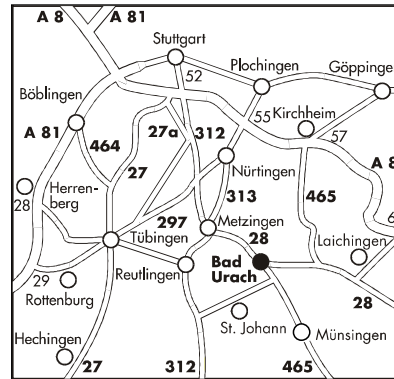 A 8
A 81
Stuttgart
52
Plochingen
Göppinge
Böblingen
55
Kirchheim
57
A 81
464
27a
312
A 8
27
Nürtingen
Herren-
berg
28
313
465
297
Metzingen
6
Tübingen
28
Laichingen
Reutlingen
Bad
Urach
29
Rottenburg
28
St. Johann
Münsingen
Hechingen
27
312
465